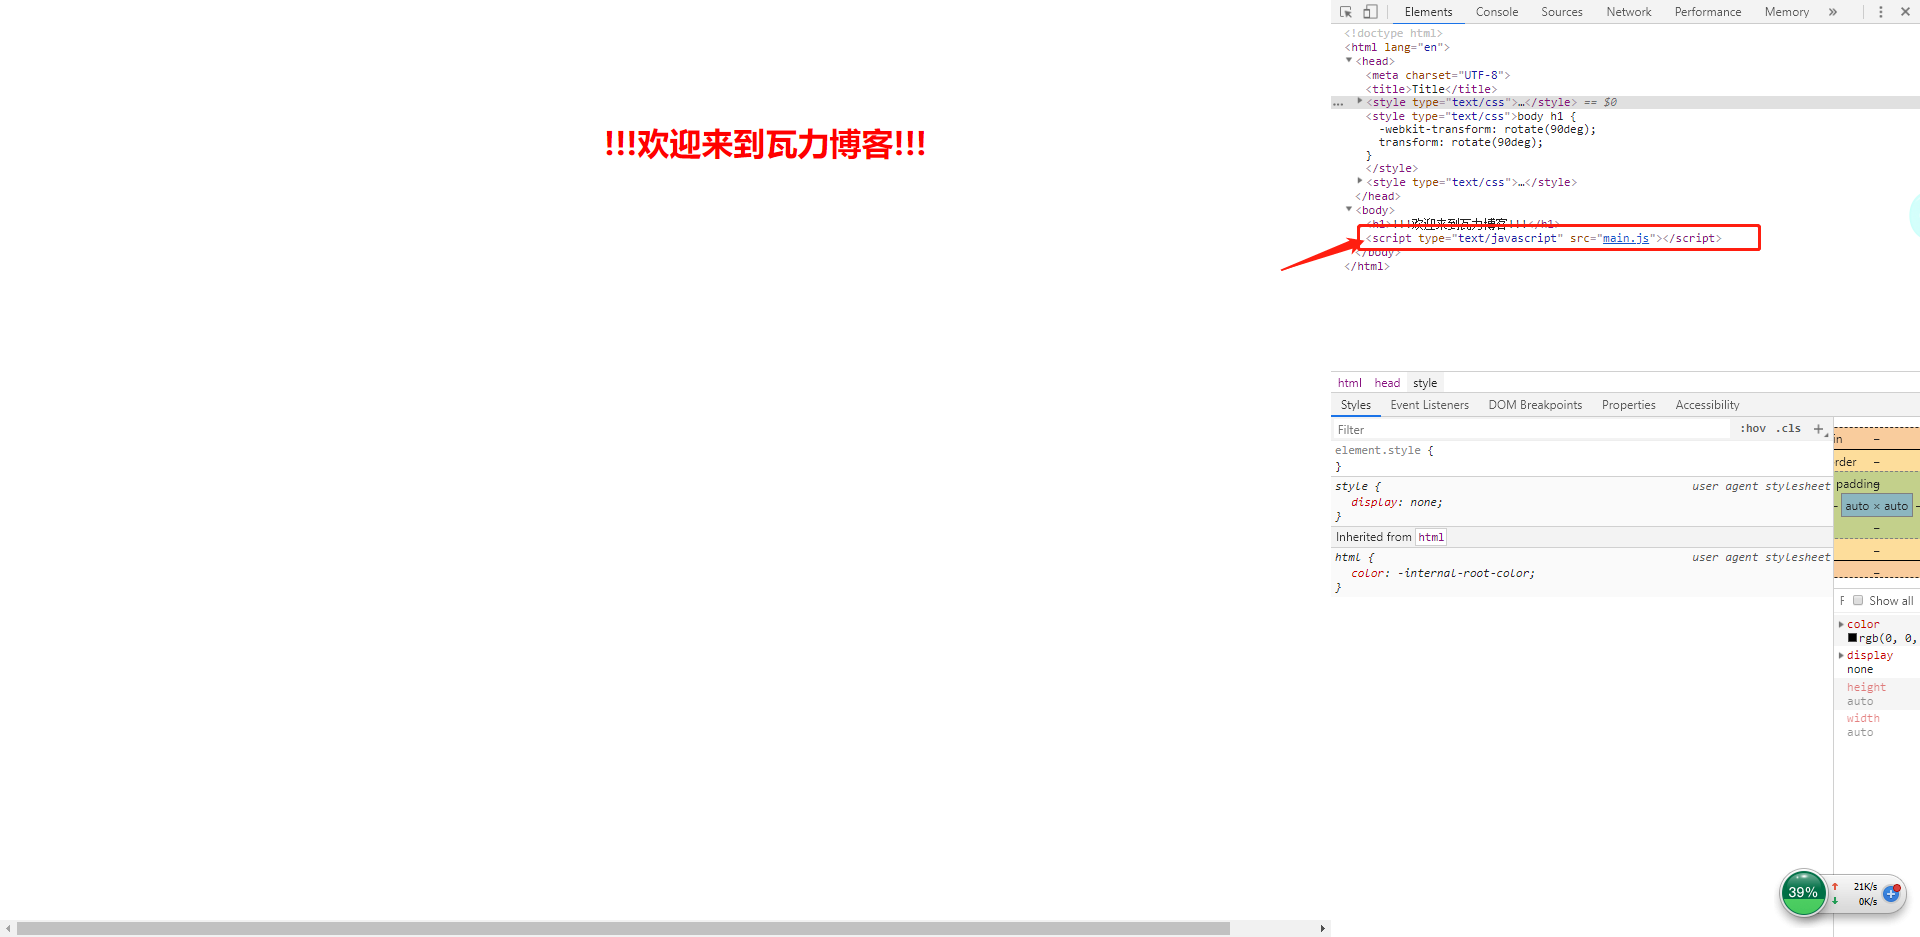 !!!欢迎来到瓦力博客!!!
Elements Console Sources Network Performance Memory »
<!doctype html>
<html lang="en">
<head>
<meta charset="UTF-8">
<title>Title</title>
... <style type="text/css">…</style> == $0
<style type="text/css">body h1 {
-webkit-transform: rotate(90deg);
transform: rotate(90deg);
}
</style>
<style type="text/css">…</style>
</head>
<body>
<h1>!!!欢迎来到瓦力博客!!!</h1>
<script type="text/javascript" src="main.js"></script>
</body>
</html>
html head style
Styles Event Listeners DOM Breakpoints Properties Accessibility
Filter :hov .cls +
element.style {
}
style { user agent stylesheet
display: none;
}
Inherited from html
html { user agent stylesheet
color: -internal-root-color;
}
in –
rder –
padding
– auto × auto –
–
–
–
Show all
color
rgb(0, 0,
display
none
height
auto
width
auto
39%
21K/s
0K/s